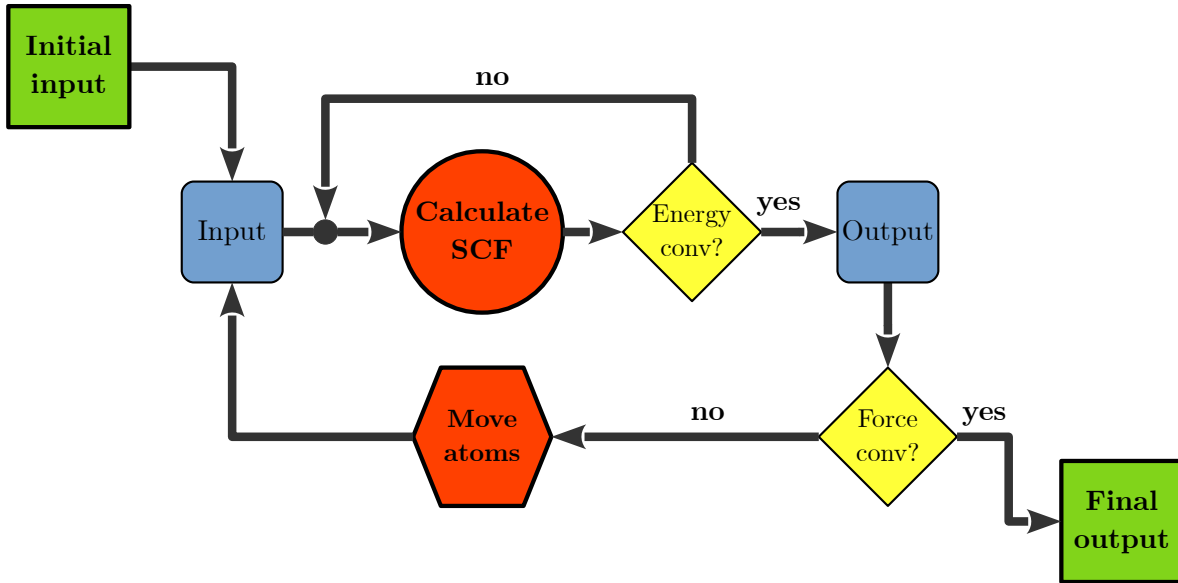 Initial
input
no
Input
Calculate
SCF
Energy
conv?
yes
Output
Move
atoms
no
Force
conv?
yes
Final
output